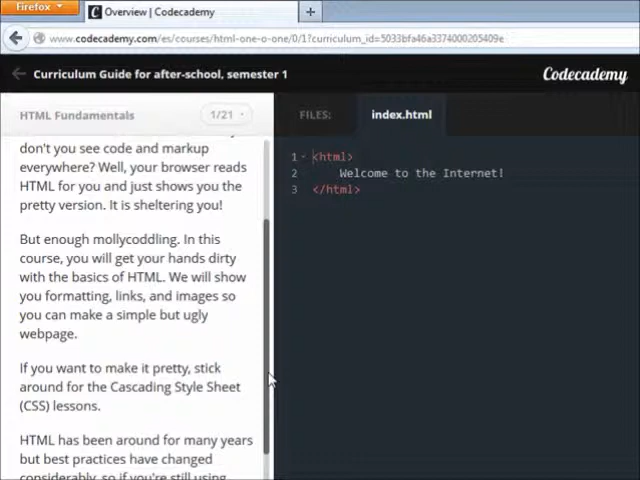 Firefox
Overview | Codecademy
www.codecademy.com/es/courses/html-one-o-one/0/1?curriculum_id=5033bfa46a3374000205409e
Curriculum Guide for after-school, semester 1
Codecademy
HTML Fundamentals
1/21
FILES:
index.html
don't you see code and markup
everywhere? Well, your browser reads
HTML for you and just shows you the
pretty version. It is sheltering you!
But enough mollycoddling. In this
course, you will get your hands dirty
with the basics of HTML. We will show
you formatting, links, and images so
you can make a simple but ugly
webpage.
If you want to make it pretty, stick
around for the Cascading Style Sheet
(CSS) lessons.
HTML has been around for many years
but best practices have changed
considerably, so if you're still using
1 <html>
2 Welcome to the Internet!
3 </html>